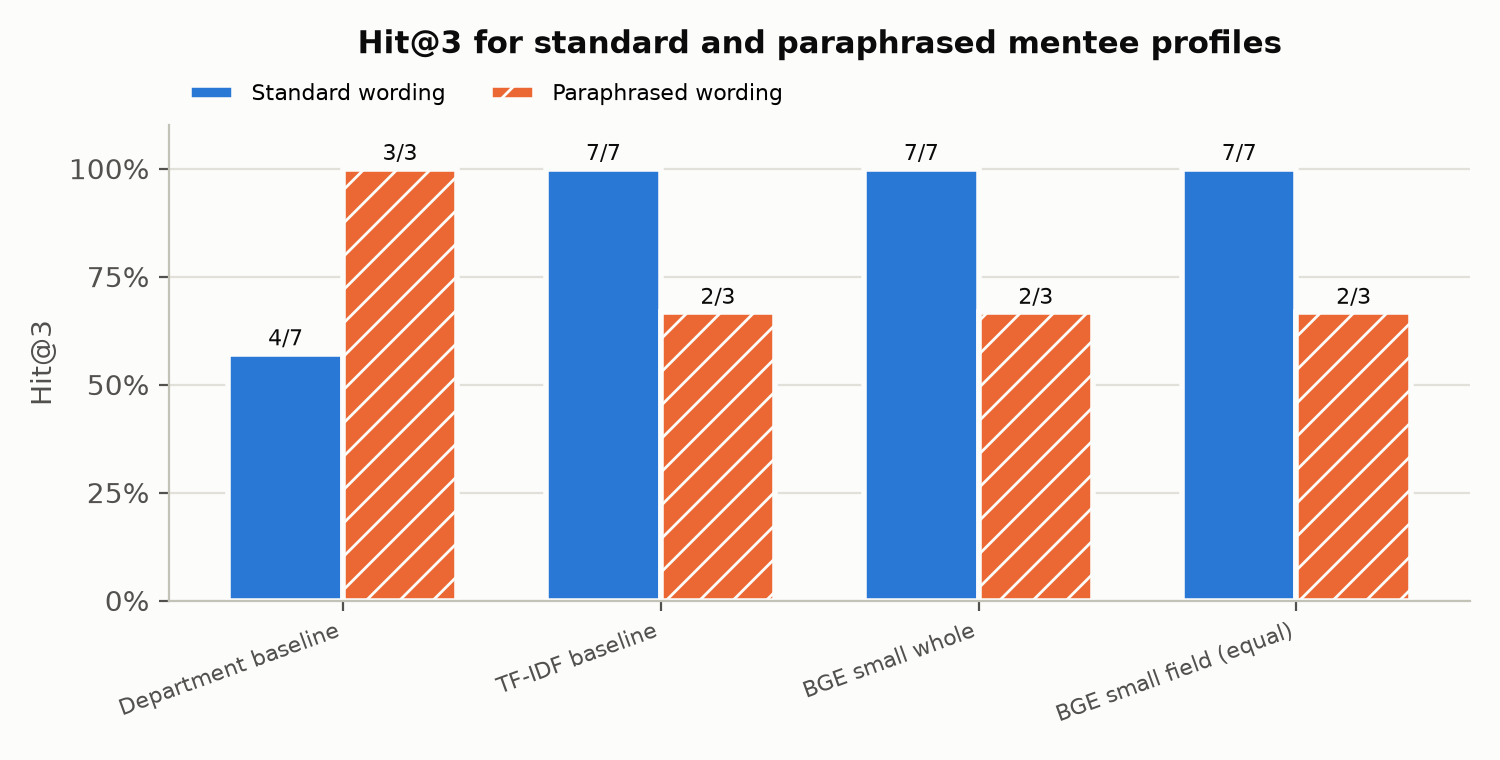 Hit@3 for standard and paraphrased mentee profiles
Standard wording
Paraphrased wording
Hit@3
100%
75%
50%
25%
0%
4/7
3/3
7/7
2/3
7/7
2/3
7/7
2/3
Department baseline
TF-IDF baseline
BGE small whole
BGE small field (equal)